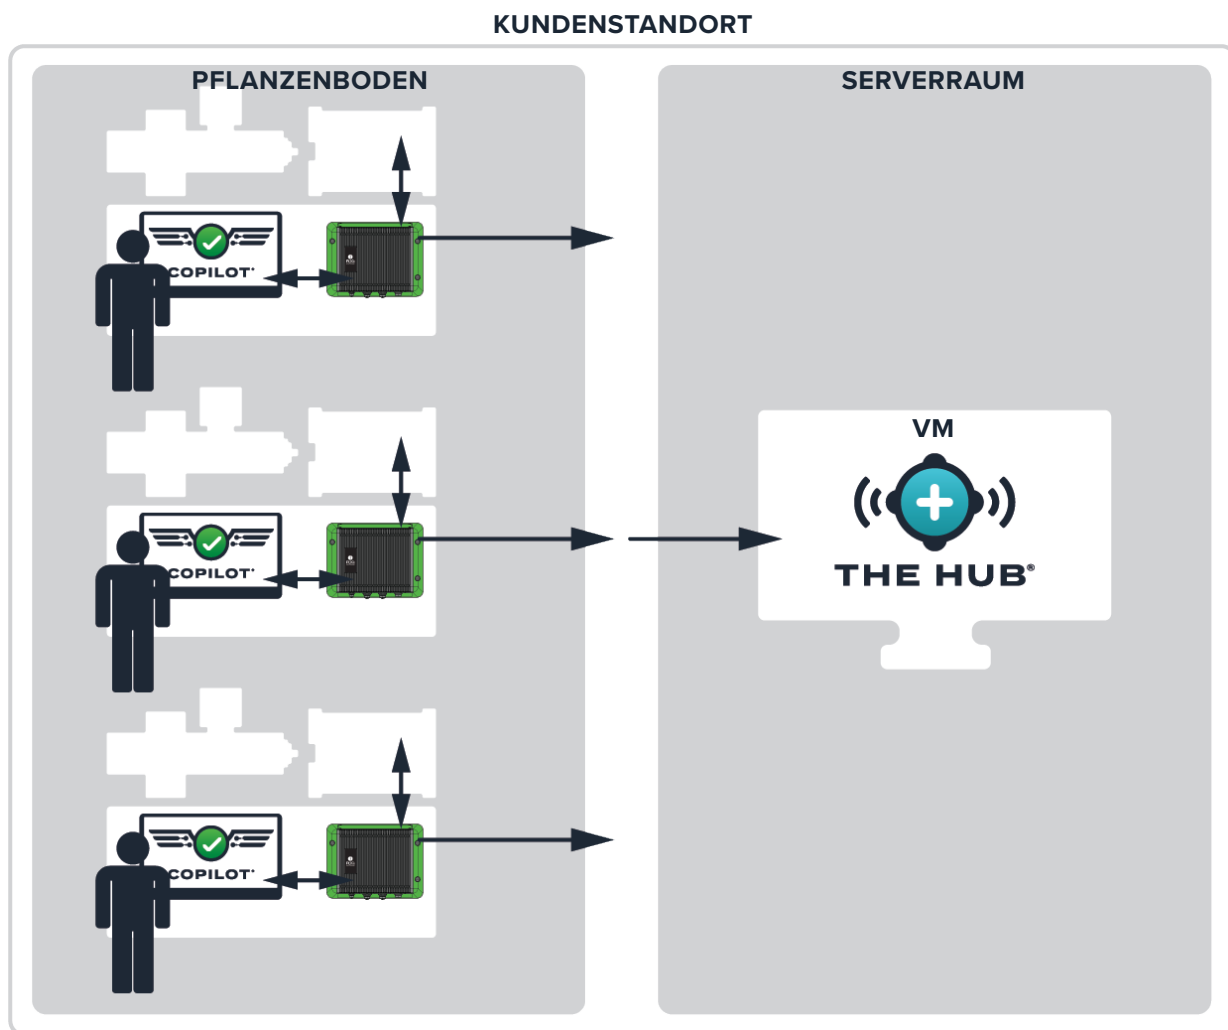 KUNDENSTANDORT
PFLANZENBODEN
SERVERRAUM
COPILOT
VM
COPILOT
THE HUB®
COPILOT